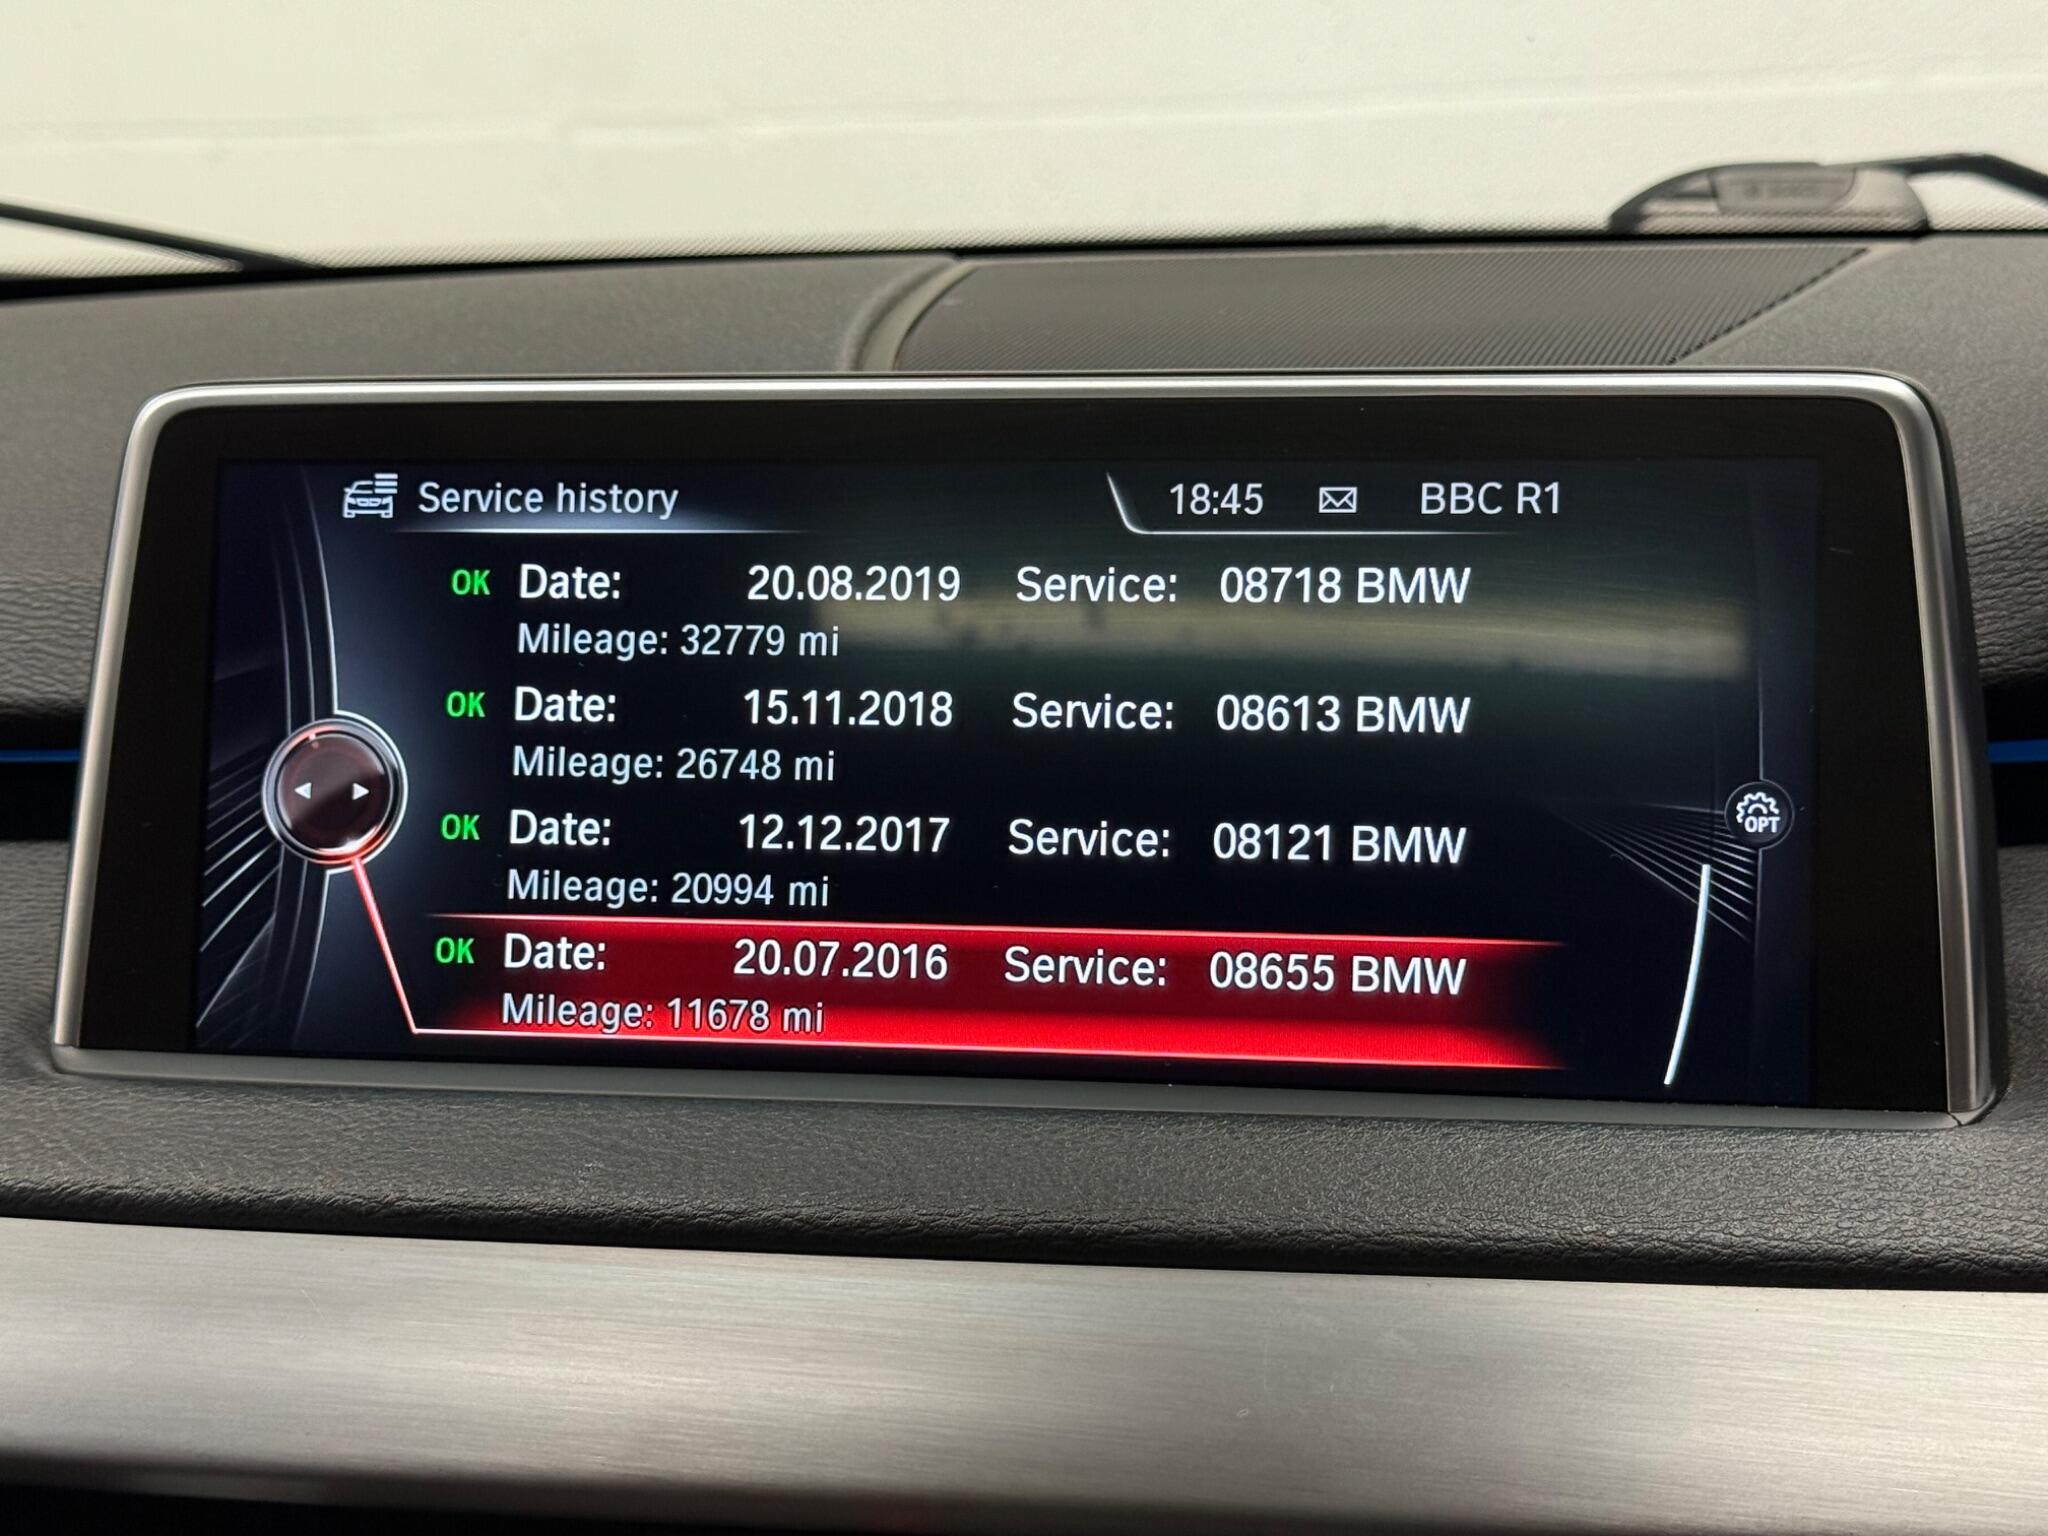 Service history 18:45 BBC R1
OK Date: 20.08.2019 Service: 08718 BMW
Mileage: 32779 mi
OK Date: 15.11.2018 Service: 08613 BMW
Mileage: 26748 mi
OK Date: 12.12.2017 Service: 08121 BMW
Mileage: 20994 mi
OPT
OK Date: 20.07.2016 Service: 08655 BMW
Mileage: 11678 mi